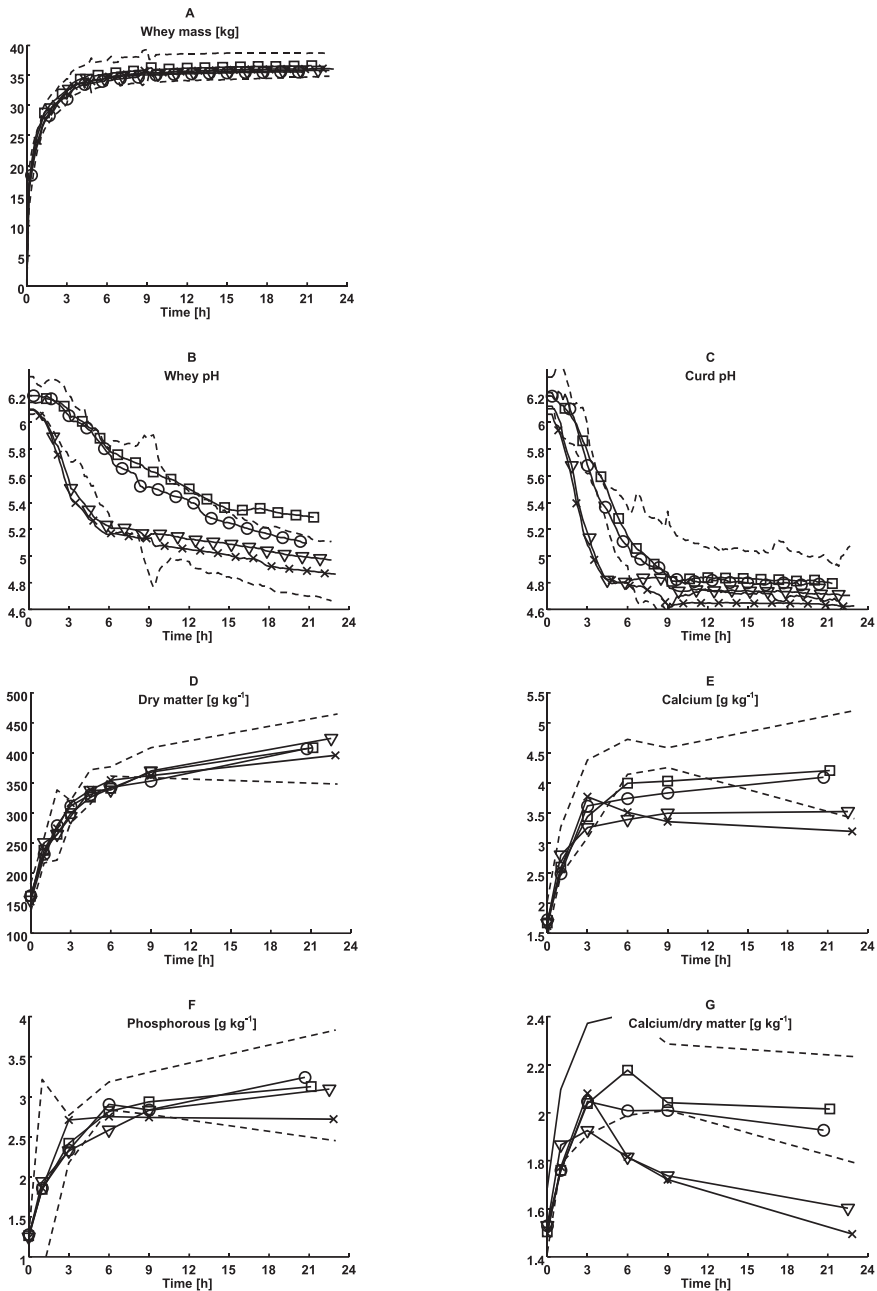 A
Whey mass [kg]
40
35
30
25
20
15
10
5
0
0 3 6 9 12 15 18 21 24
Time [h]
B
Whey pH
6.2
6
5.8
5.6
5.4
5.2
5
4.8
4.6
0 3 6 9 12 15 18 21 24
Time [h]
C
Curd pH
6.2
6
5.8
5.6
5.4
5.2
5
4.8
4.6
0 3 6 9 12 15 18 21 24
Time [h]
D
Dry matter [g kg⁻¹]
500
450
400
350
300
250
200
150
100
0 3 6 9 12 15 18 21 24
Time [h]
E
Calcium [g kg⁻¹]
5.5
5
4.5
4
3.5
3
2.5
2
1.5
0 3 6 9 12 15 18 21 24
Time [h]
F
Phosphorous [g kg⁻¹]
4
3.5
3
2.5
2
1.5
1
0 3 6 9 12 15 18 21 24
Time [h]
G
Calcium/dry matter [g kg⁻¹]
2.4
2.2
2.0
1.8
1.6
1.4
0 3 6 9 12 15 18 21 24
Time [h]